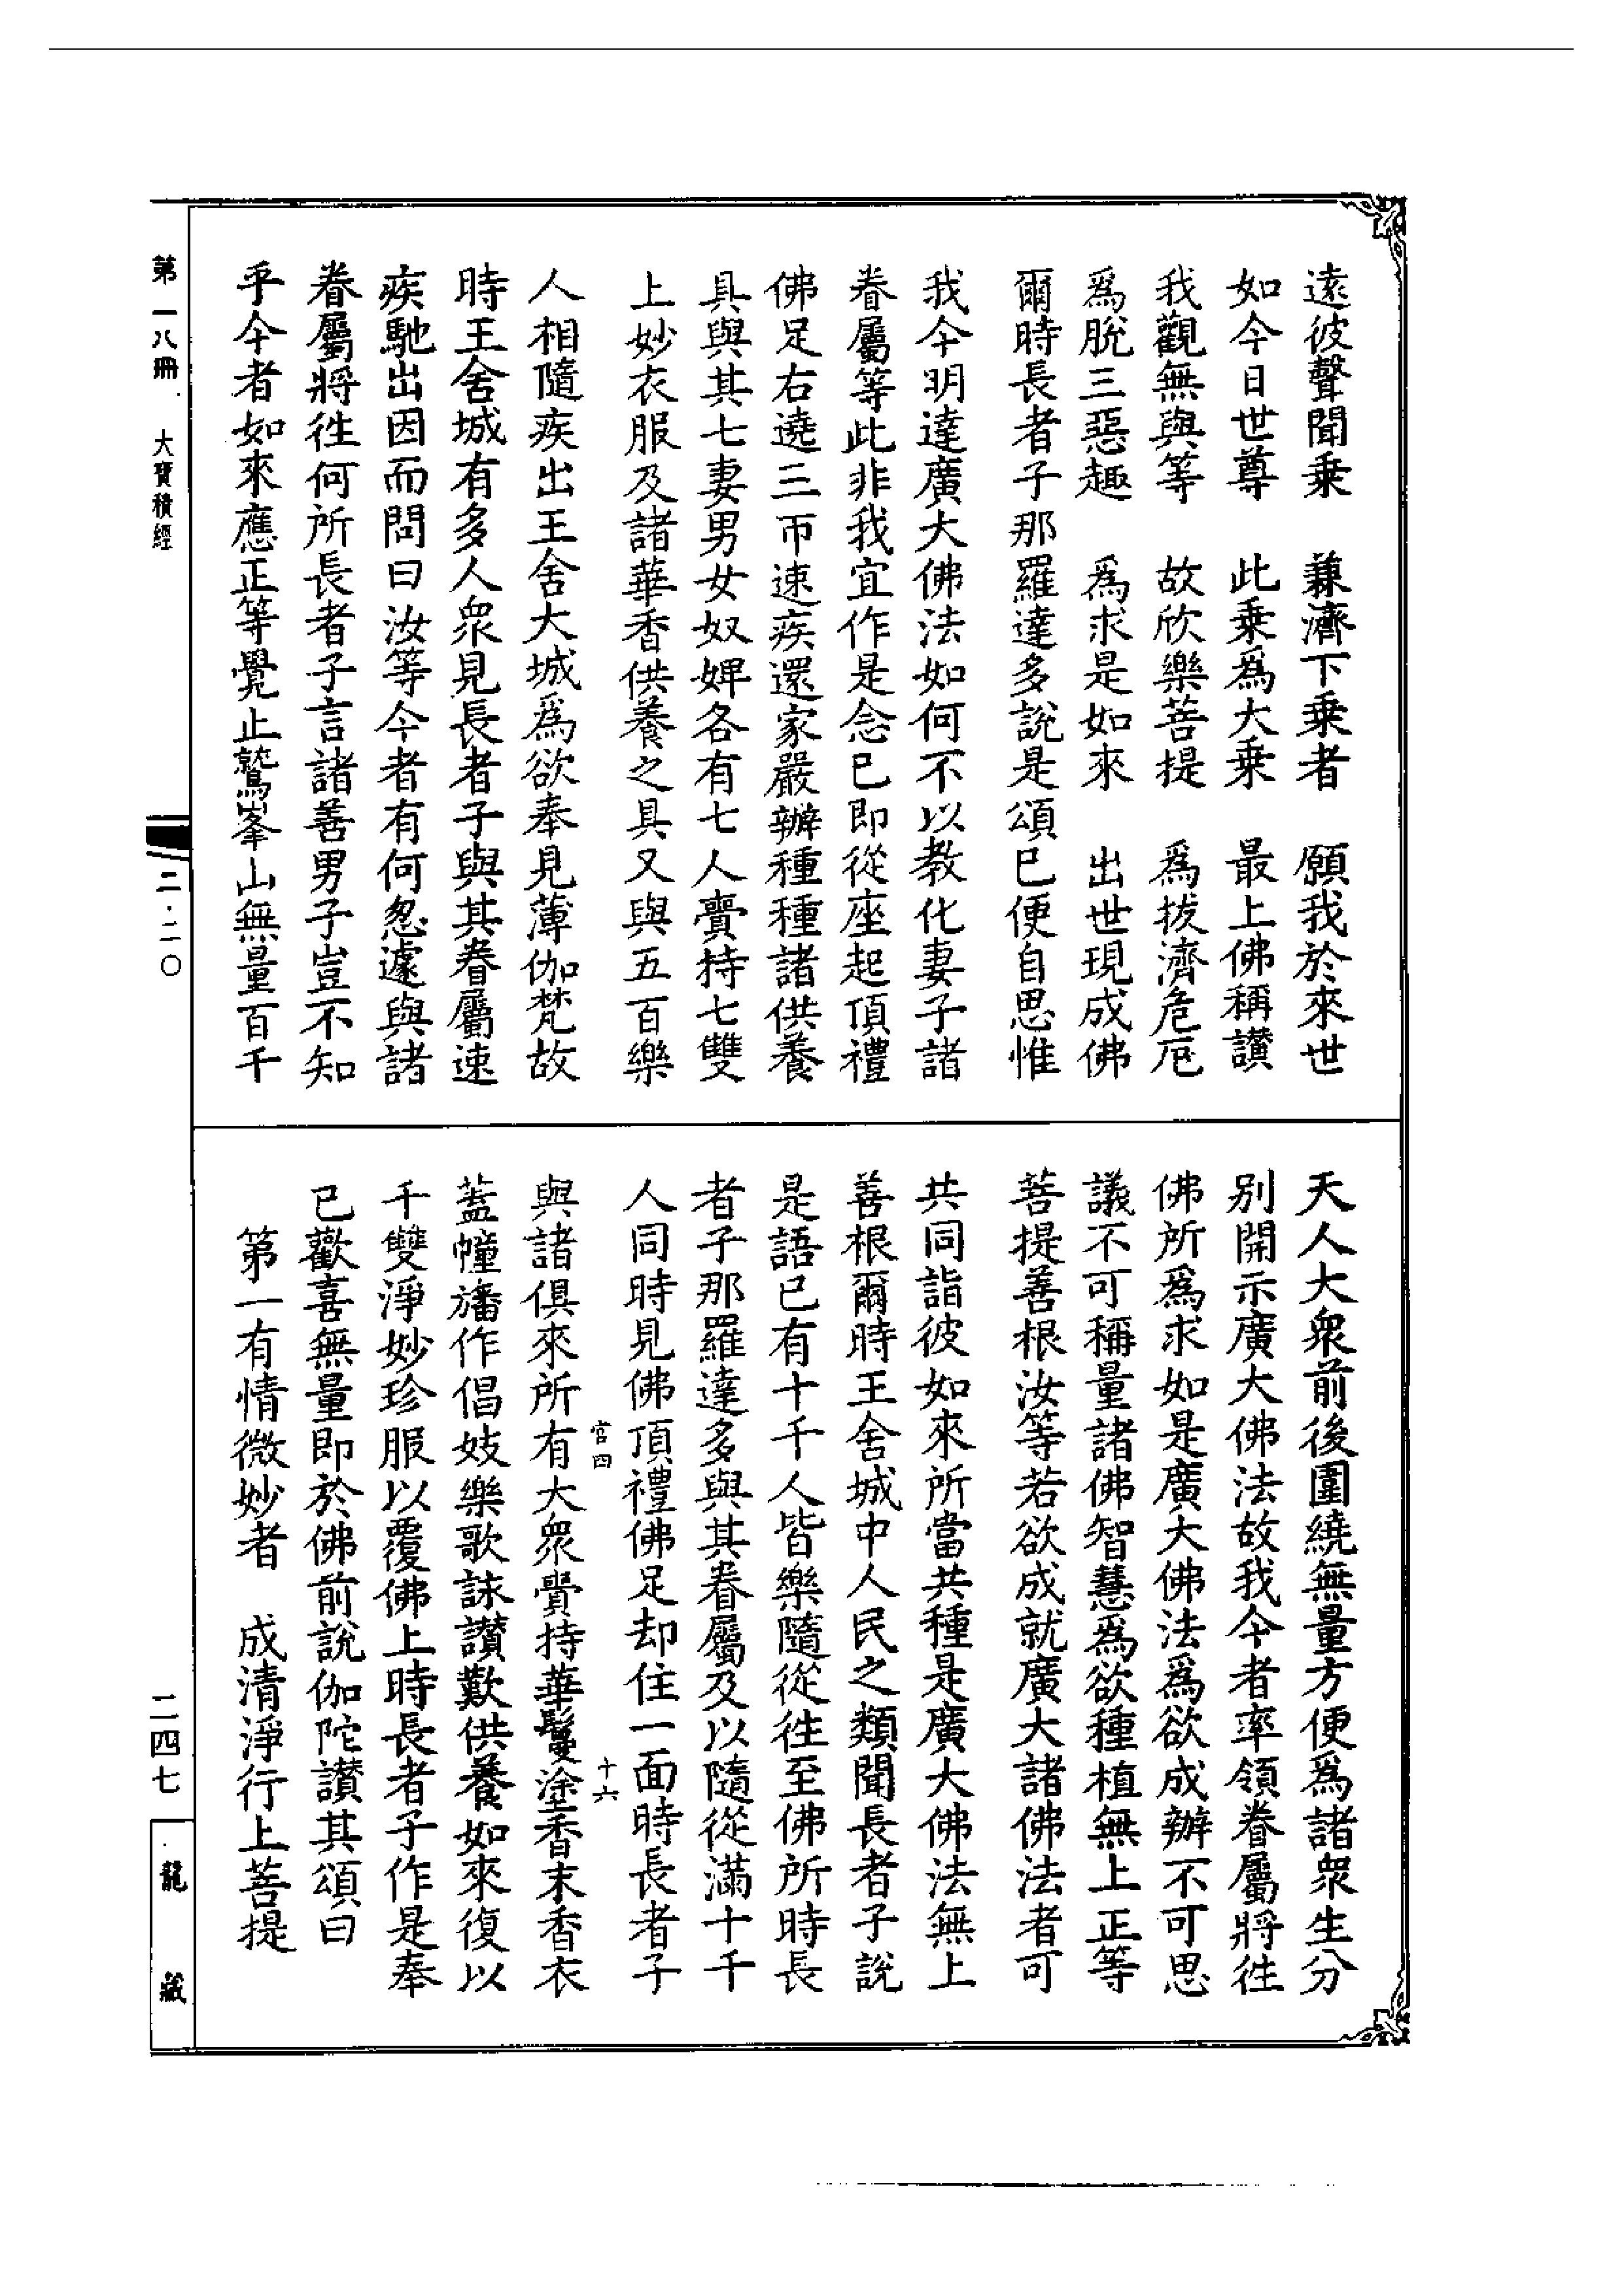 遠彼聲聞乗　兼濟下乗者　願我於來世
如今日世尊　此乗爲大乗　最上佛稱讚
我觀無與等　故欣樂菩提　爲拔濟危厄
爲脫三惡趣　爲求是如來　出世現成佛
爾時長者子那羅達多說是頌已便自思惟
我今明達廣大佛法如何不以教化妻子諸
眷屬等此非我宜作是念已即從座起頂禮
佛足右遶三帀速疾還家嚴辦種種諸供養
具與其七妻男女奴婢各有七人齎持七雙
上妙衣服及諸華香供養之具又與五百樂
人相隨疾出王舍大城爲欲奉見薄伽梵故
時王舍城有多人衆見長者子與其眷屬速
疾馳出因而問曰汝等今者有何怱遽與諸
眷屬將徃何所長者子言諸善男子豈不知
乎今者如來應正等覺止鷲峯山無量百千
天人大衆前後圍繞無量方便爲諸衆生分
别開示廣大佛法故我今者率領眷屬將徃
佛所爲求如是廣大佛法爲欲成辦不可思
議不可稱量諸佛智慧爲欲種植無上正等
菩提善根汝等若欲成就廣大諸佛法者可
共同詣彼如來所當共種是廣大佛法無上
善根爾時王舍城中人民之類聞長者子說
是語已有十千人皆樂隨從徃至佛所時長
者子那羅達多與其眷屬及以隨從滿十千
人同時見佛頂禮佛足却住一面時長者子
官四　十六
與諸俱來所有大衆齎持華鬘塗香末香衣
蓋幢旛作倡妓樂歌詠讚歎供養如來復以
千雙淨妙珍服以覆佛上時長者子作是奉
已歡喜無量即於佛前說伽陀讚其頌曰
第一有情微妙者　成清淨行上菩提
第一八冊　大寶積經
二·二〇
二四七
龍藏